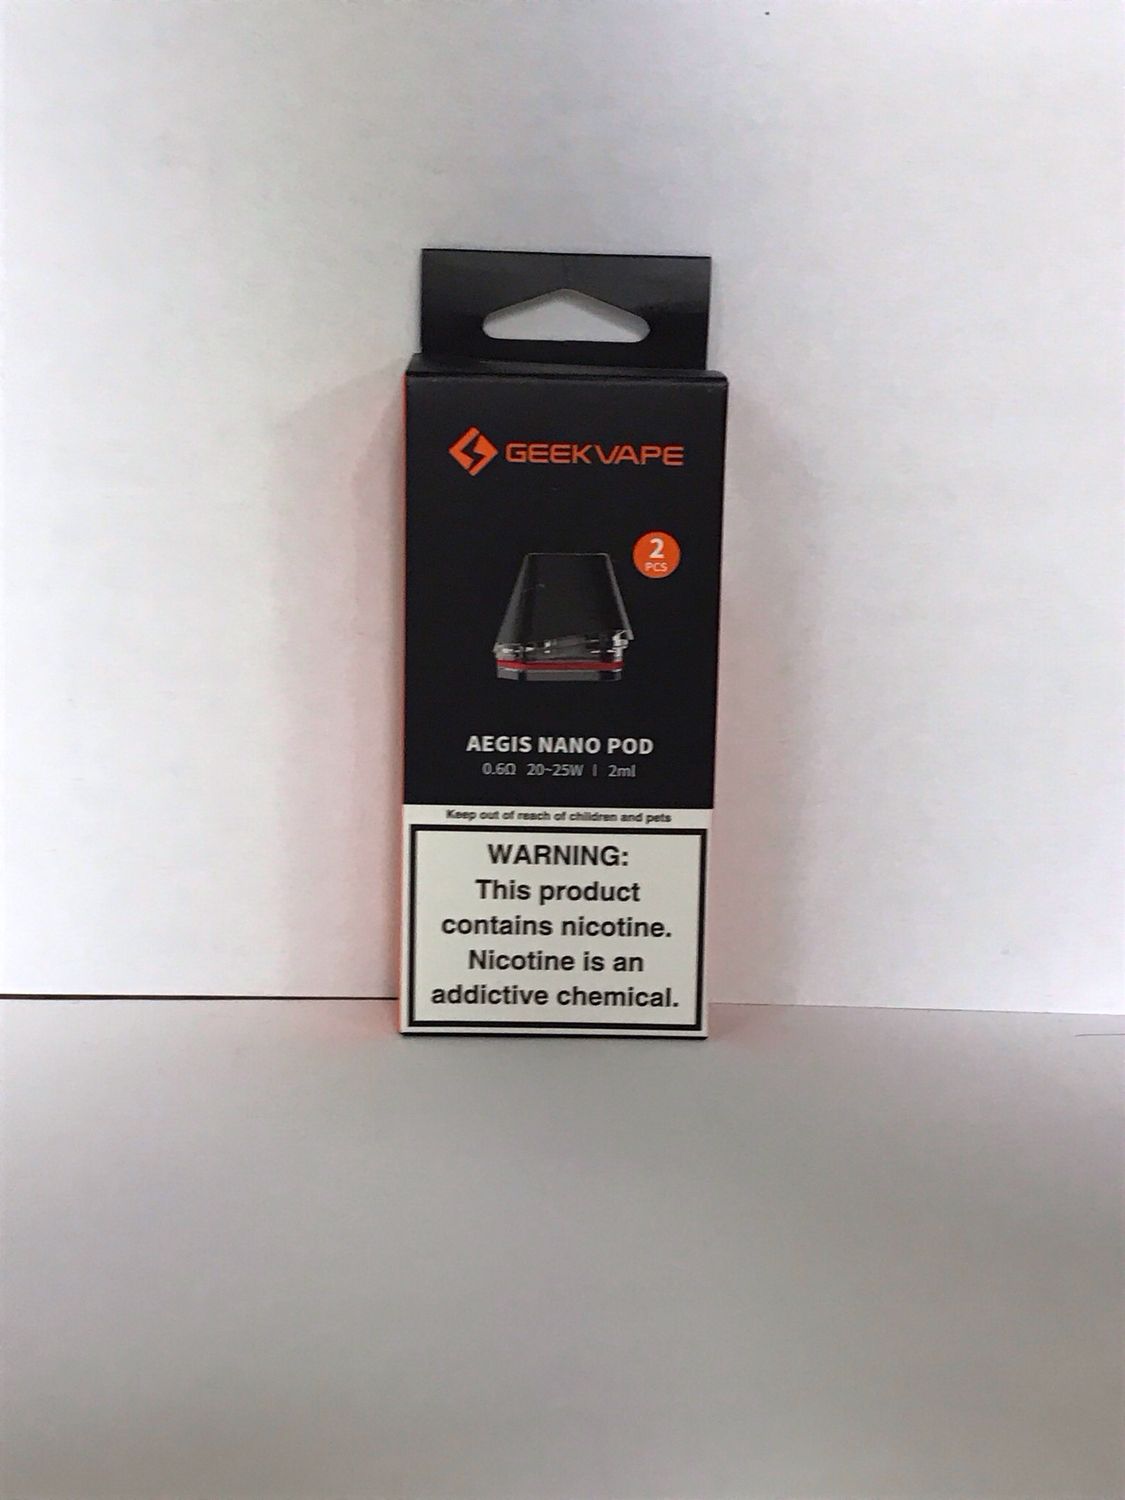 GEEKVAPE
2
PCS
AEGIS NANO POD
0.6Ω 20~25W | 2ml
Keep out of reach of children and pets
WARNING:
This product
contains nicotine.
Nicotine is an
addictive chemical.